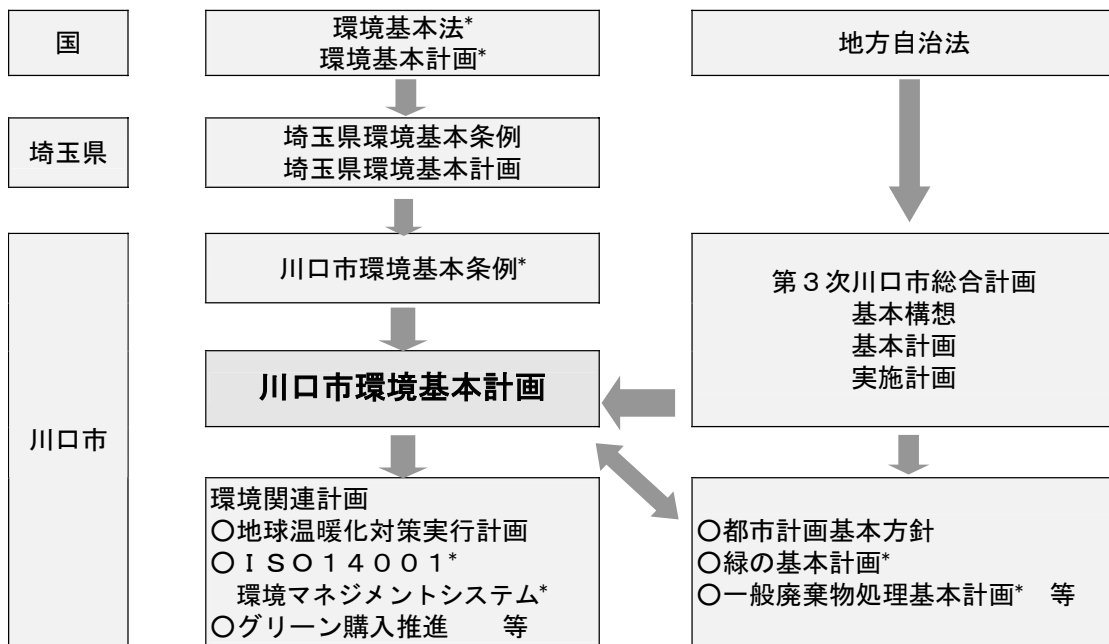 国
環境基本法*
環境基本計画*
地方自治法
埼玉県
埼玉県環境基本条例
埼玉県環境基本計画
川口市
川口市環境基本条例*
第３次川口市総合計画
基本構想
基本計画
実施計画
川口市環境基本計画
環境関連計画
○地球温暖化対策実行計画
○ＩＳＯ１４００１*
環境マネジメントシステム*
○グリーン購入推進　　等
○都市計画基本方針
○緑の基本計画*
○一般廃棄物処理基本計画*　等